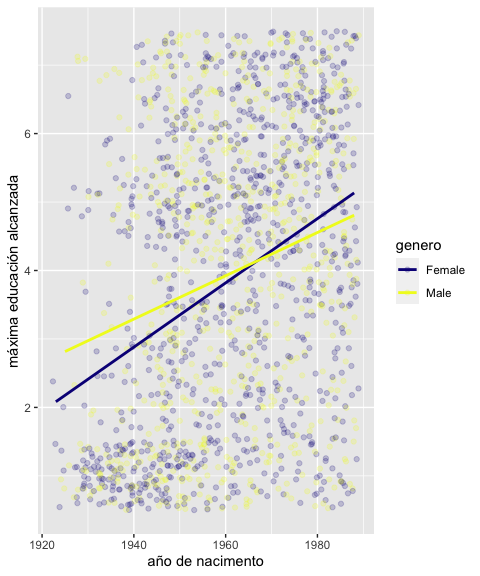 6
4
2
1920
1940
1960
1980
año de nacimento
máxima educación alcanzada
genero
Female
Male